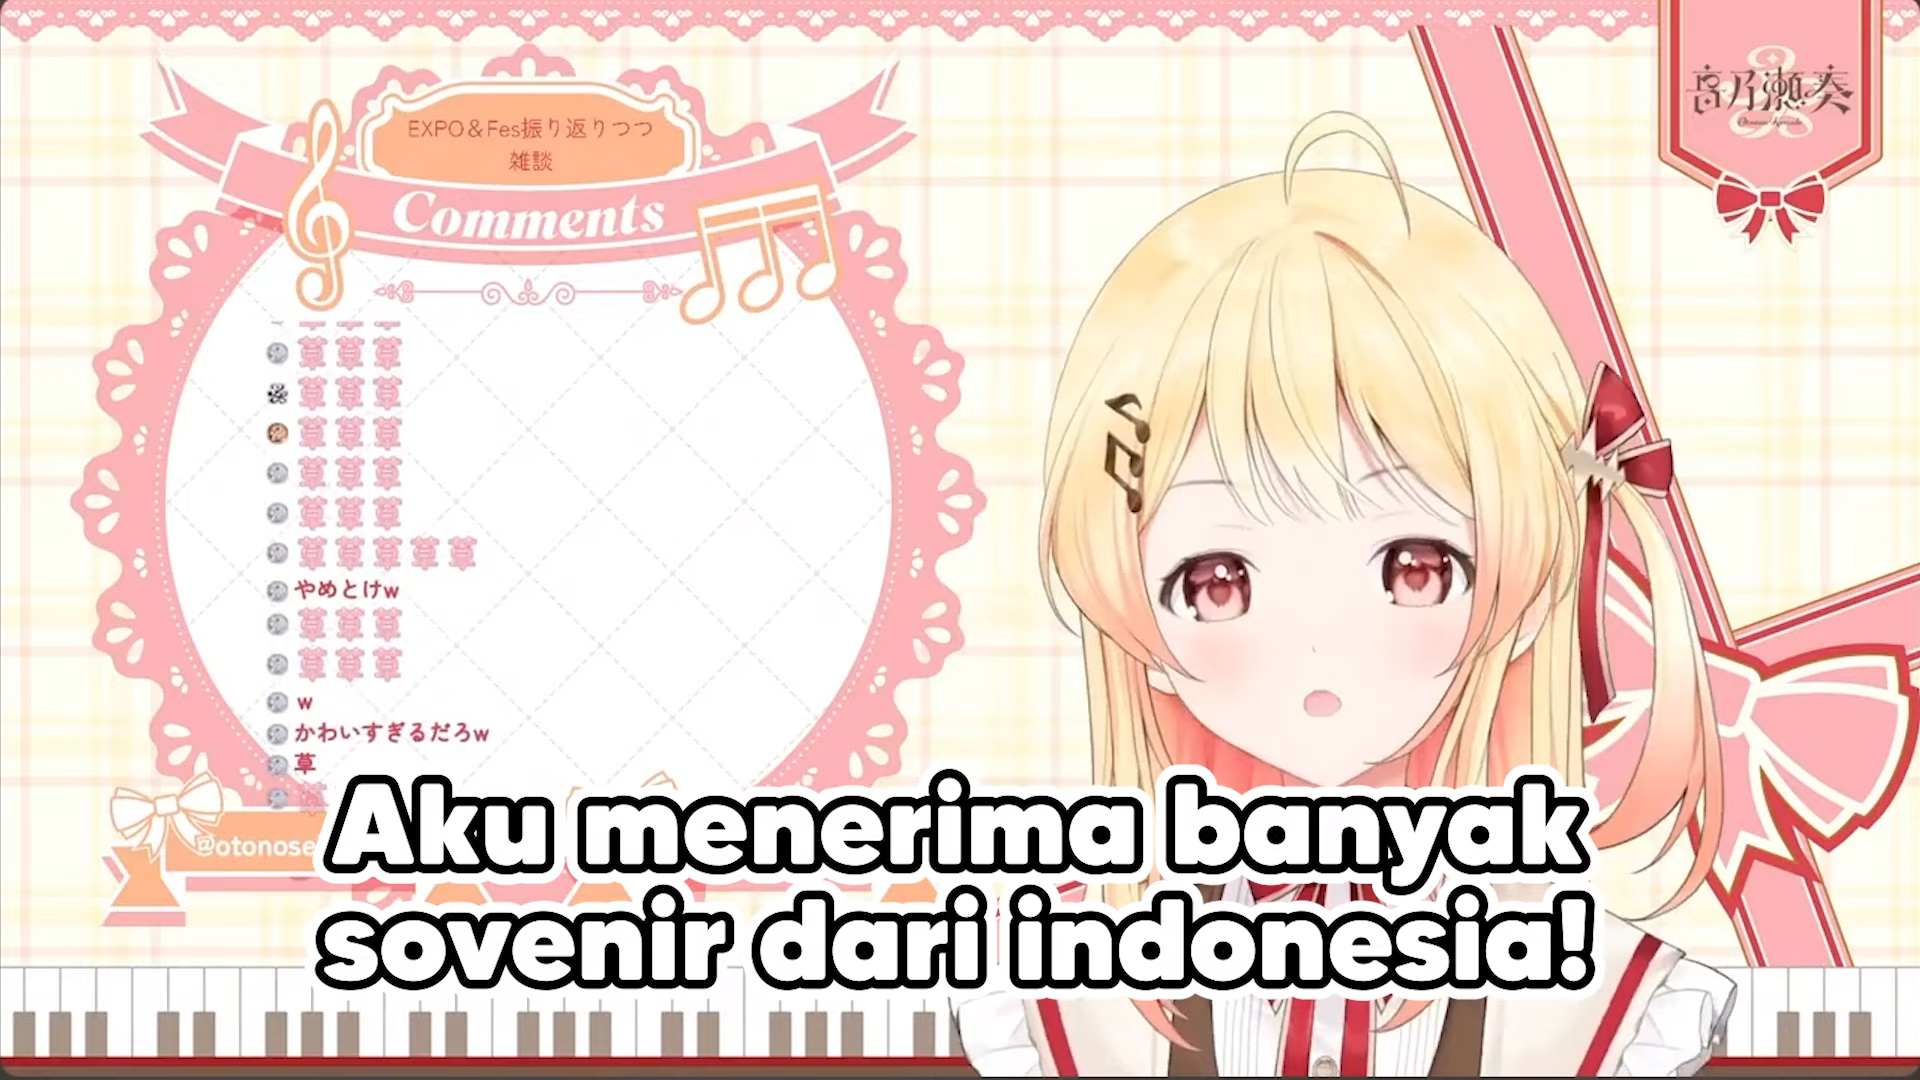 音乃瀬奏
EXPO&Fes振り返りつつ
雑談
Comments
草 草 草
草 草 草
草 草 草
草 草 草
草 草 草
草 草 草 草 草
やめとけw
草 草 草
草 草 草
w
かわいすぎるだろw
草
@otonose
Aku menerima banyak
sovenir dari indonesia!